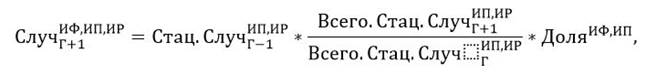 Случ^{ИФ,ИП,ИР}_{Г+1} = Стац. Случ^{ИП,ИР}_{Г−1} * \frac{Всего. Стац. Случ^{ИП,ИР}_{Г+1}}{Всего. Стац. Случ⬚^{ИП,ИР}_{Г}} * Доля^{ИФ,ИП},